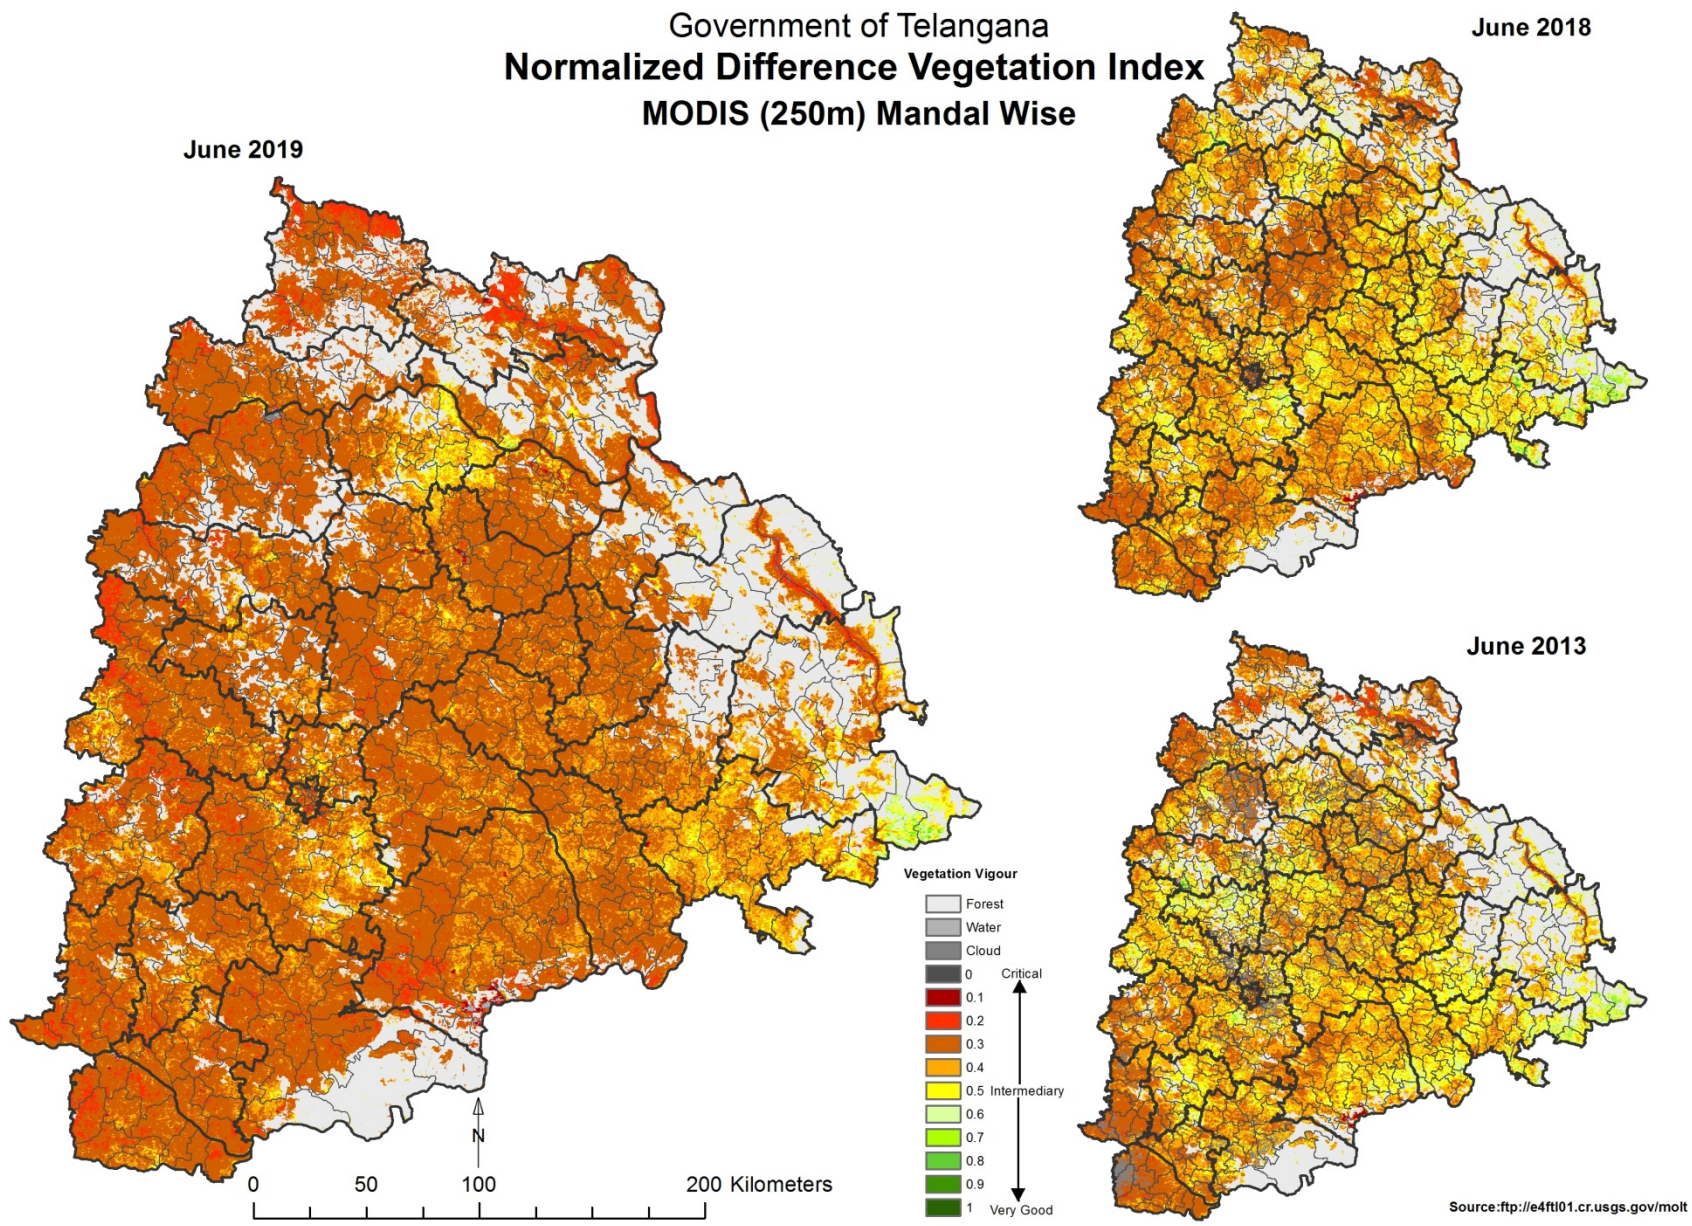 Government of Telangana
Normalized Difference Vegetation Index
MODIS (250m) Mandal Wise
June 2019
June 2018
June 2013
Vegetation Vigour
Forest
Water
Cloud
0 Critical
0.1
0.2
0.3
0.4
0.5 Intermediary
0.6
0.7
0.8
0.9
1 Very Good
N
0 50 100 200 Kilometers
Source:ftp://e4ftl01.cr.usgs.gov/molt